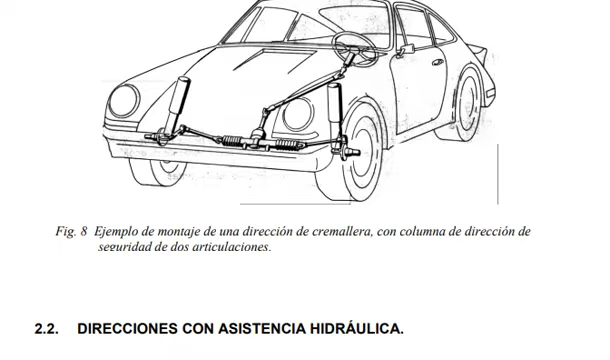 Fig. 8 Ejemplo de montaje de una dirección de cremallera, con columna de dirección de
seguridad de dos articulaciones.
2.2. DIRECCIONES CON ASISTENCIA HIDRÁULICA.